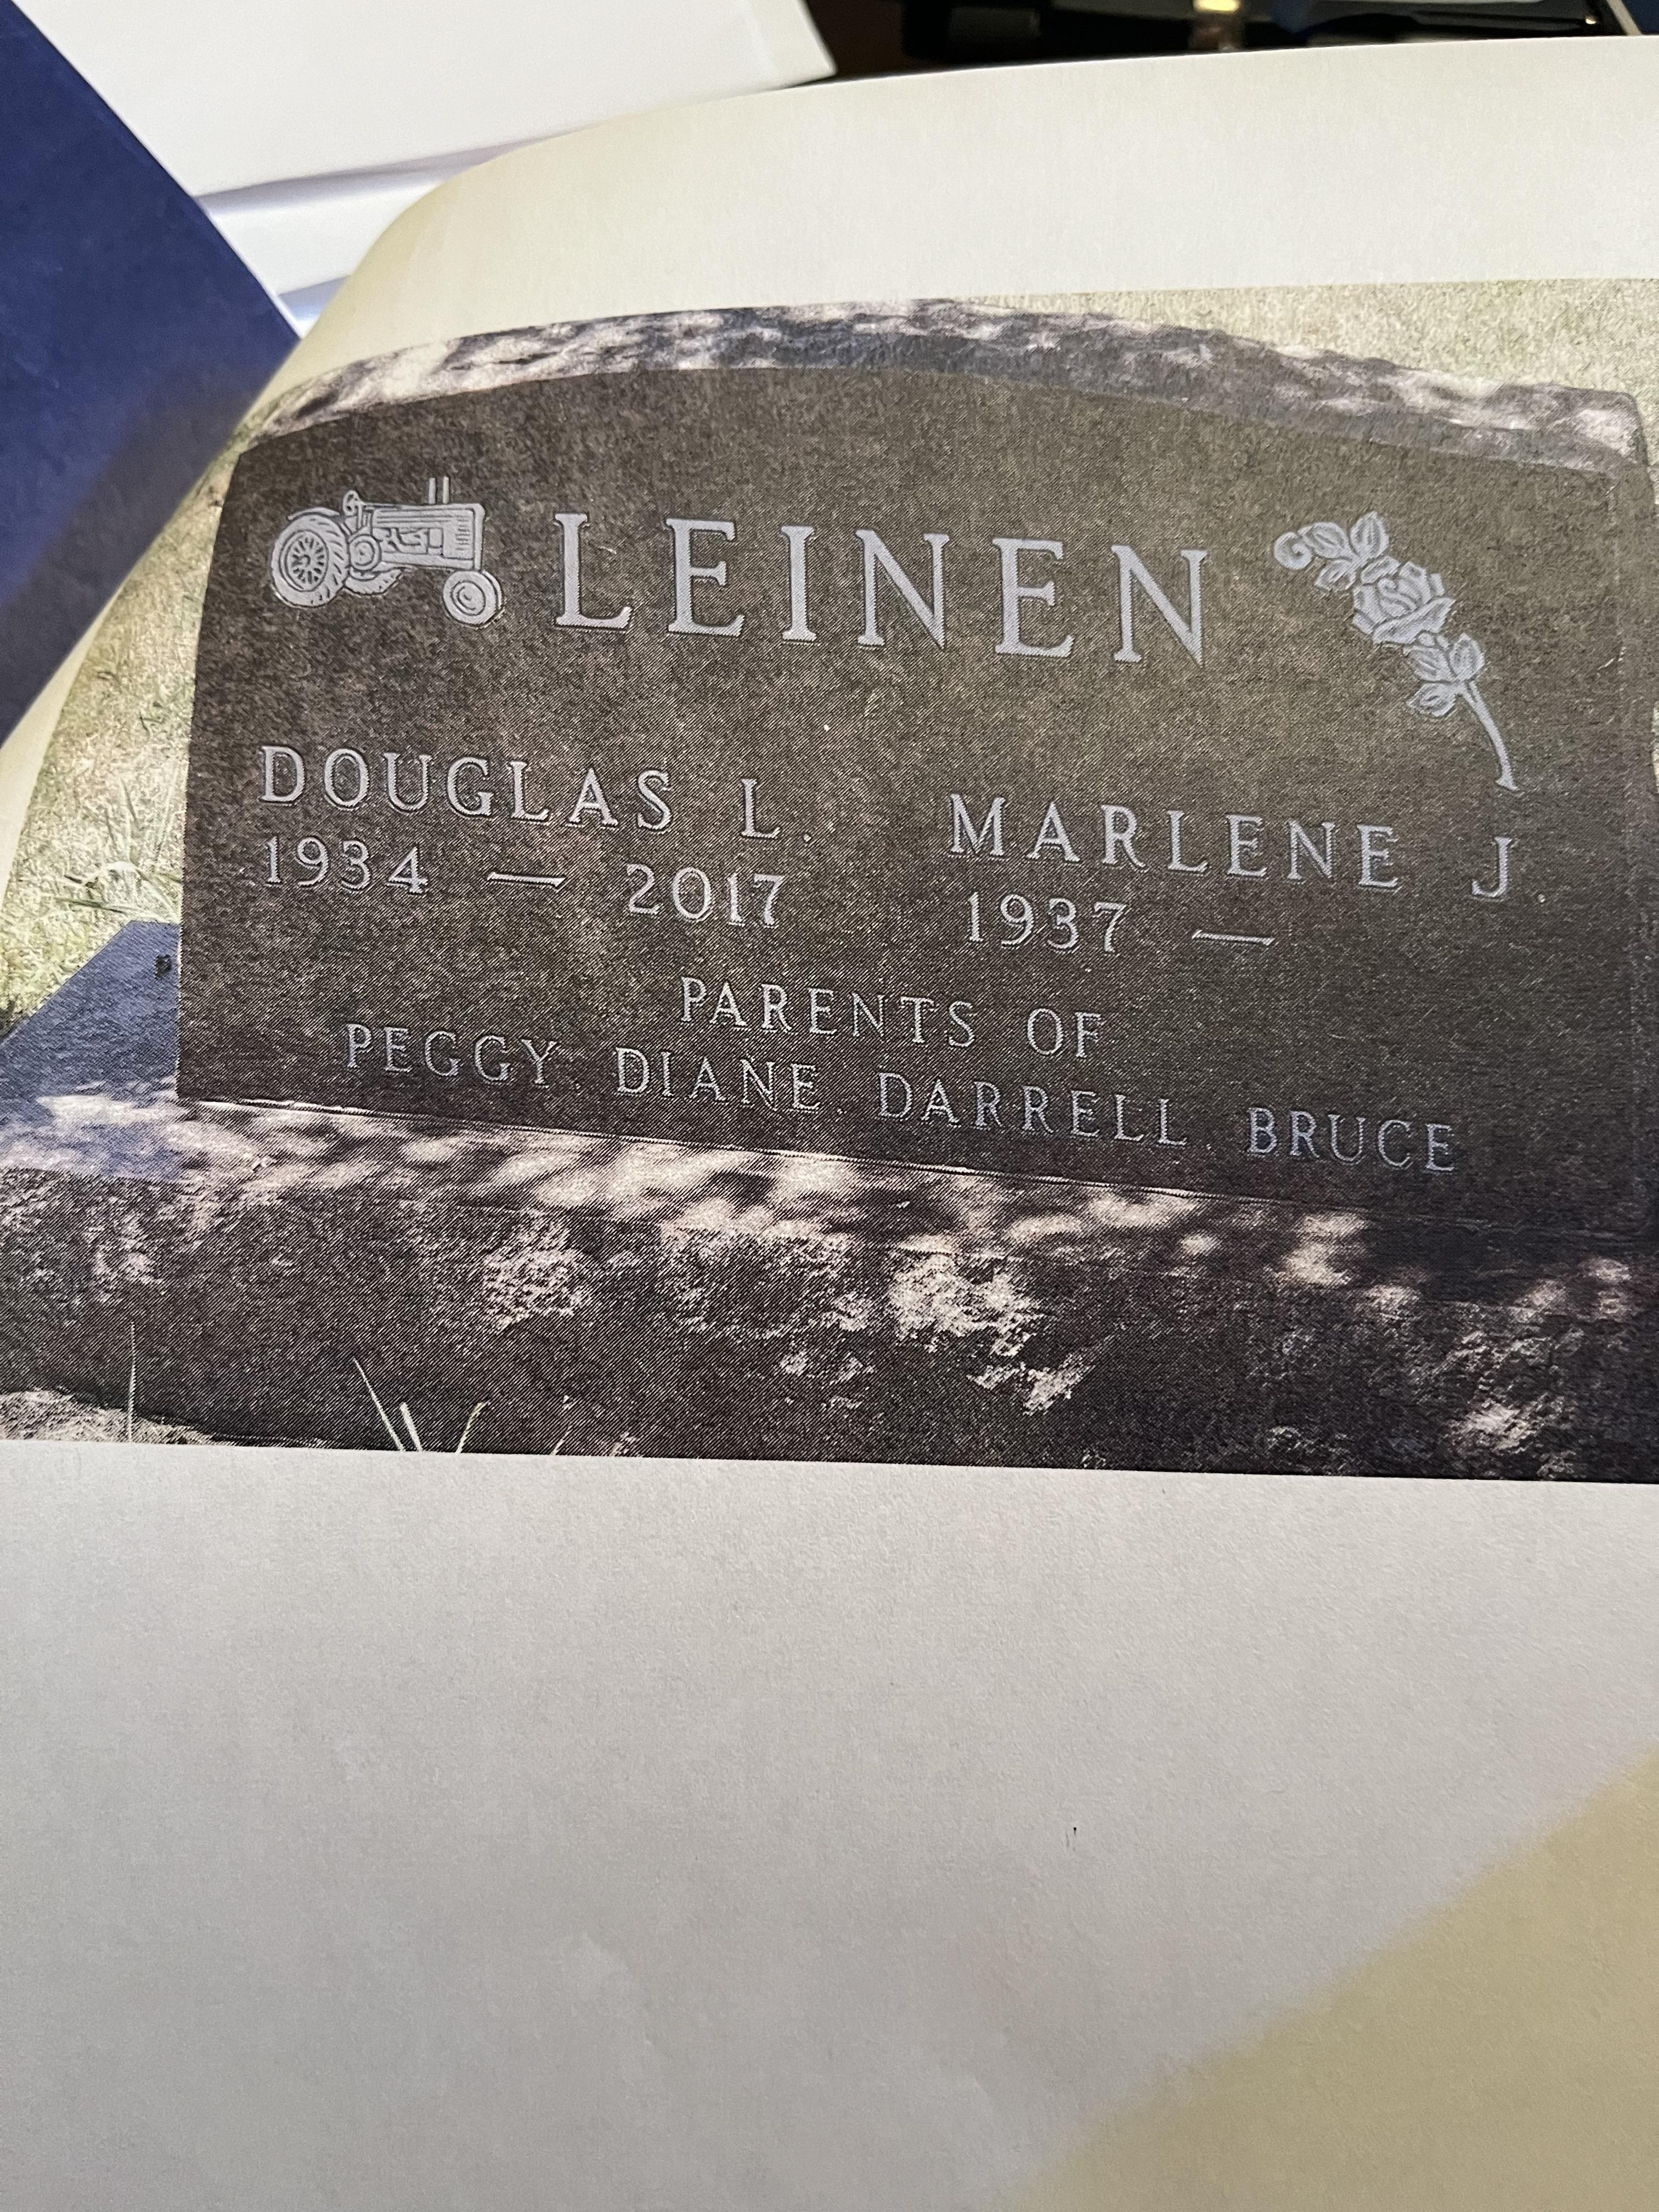 LEINEN
DOUGLAS L. MARLENE J.
1934 — 2017 1937 —
PARENTS OF
PEGGY, DIANE, DARRELL, BRUCE